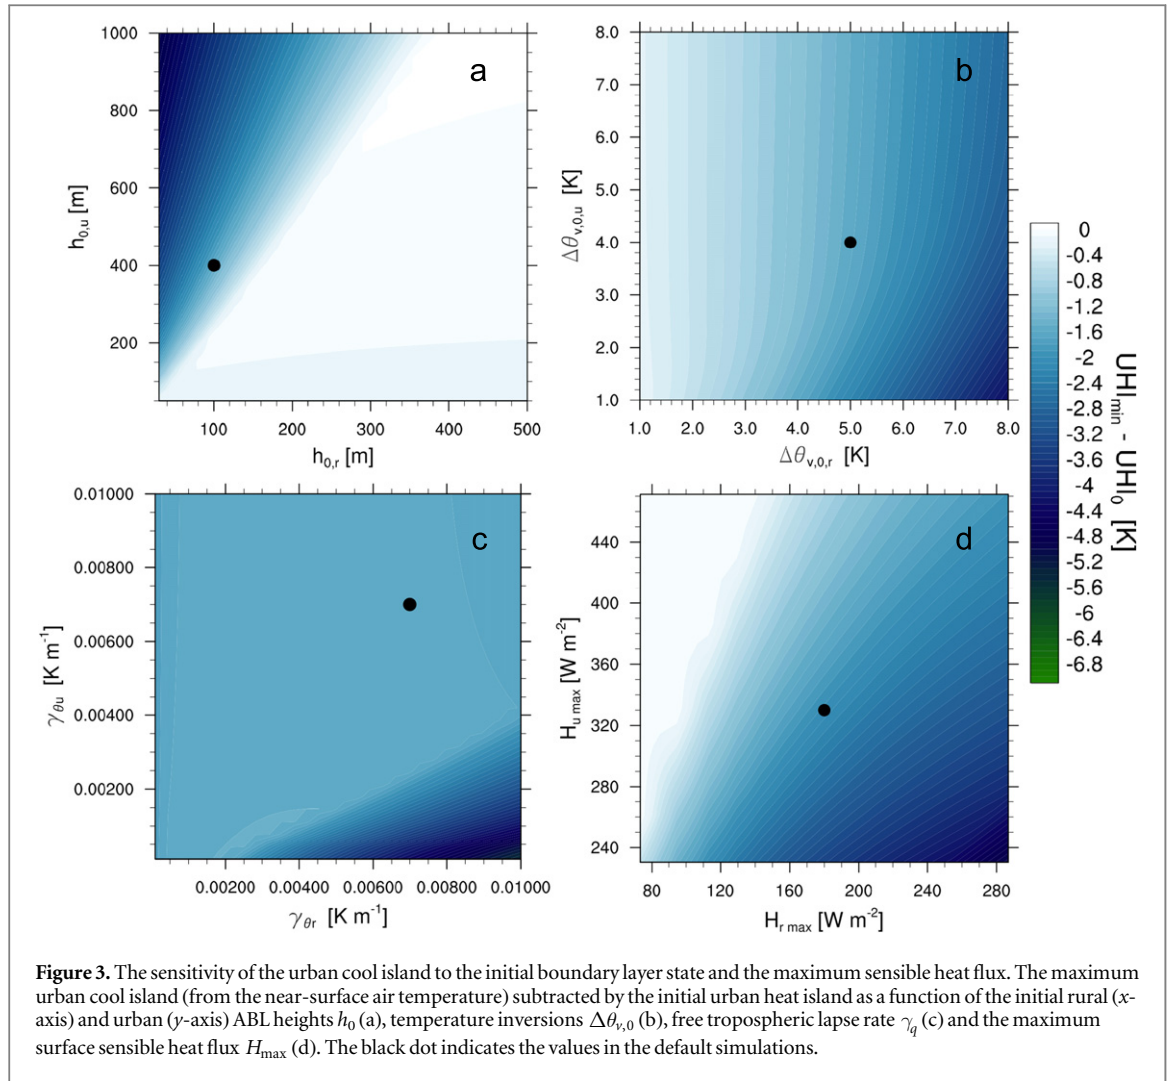 a
1000
800
600
400
200
h0,u [m]
100 200 300 400 500
h0,r [m]
b
8.0
7.0
6.0
5.0
4.0
3.0
2.0
1.0
Δθv,0,u [K]
1.0 2.0 3.0 4.0 5.0 6.0 7.0 8.0
Δθv,0,r [K]
0
-0.4
-0.8
-1.2
-1.6
-2
-2.4
-2.8
-3.2
-3.6
-4
-4.4
-4.8
-5.2
-5.6
-6
-6.4
-6.8
UHImin - UHI0 [K]
c
0.01000
0.00800
0.00600
0.00400
0.00200
γθu [K m-1]
0.00200 0.00400 0.00600 0.00800 0.01000
γθr [K m-1]
d
440
400
360
320
280
240
Hu max [W m-2]
80 120 160 200 240 280
Hr max [W m-2]
Figure 3. The sensitivity of the urban cool island to the initial boundary layer state and the maximum sensible heat flux. The maximum
urban cool island (from the near-surface air temperature) subtracted by the initial urban heat island as a function of the initial rural (x-
axis) and urban (y-axis) ABL heights h0 (a), temperature inversions Δθv,0 (b), free tropospheric lapse rate γq (c) and the maximum
surface sensible heat flux Hmax (d). The black dot indicates the values in the default simulations.